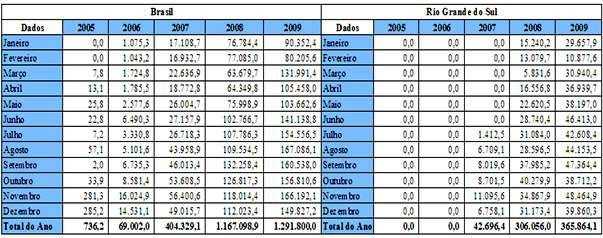 Brasil Rio Grande do Sul
Dados 2005 2006 2007 2008 2009 Dados 2005 2006 2007 2008 2009
Janeiro 0,0 1.075,3 17.108,7 76.784,4 90.352,4 Janeiro 0,0 0,0 0,0 15.240,2 29.657,9
Fevereiro 0,0 1.043,2 16.932,7 77.085,0 80.205,6 Fevereiro 0,0 0,0 0,0 13.079,7 10.877,6
Março 7,8 1.724,8 22.636,9 63.679,7 131.991,4 Março 0,0 0,0 0,0 5.831,6 30.940,4
Abril 13,1 1.785,5 18.772,8 64.349,8 105.458,0 Abril 0,0 0,0 0,0 16.556,8 36.939,7
Maio 25,8 2.577,6 26.004,7 75.998,9 103.662,6 Maio 0,0 0,0 0,0 22.620,5 38.197,0
Junho 22,8 6.490,3 27.157,9 102.766,7 141.138,8 Junho 0,0 0,0 0,0 28.740,4 46.413,0
Julho 7,2 3.330,8 26.718,3 107.786,3 154.556,5 Julho 0,0 0,0 1.412,5 31.084,0 42.608,4
Agosto 57,1 5.101,6 43.958,9 109.534,5 167.086,1 Agosto 0,0 0,0 6.709,1 28.596,5 44.153,5
Setembro 2,0 6.735,3 46.013,4 132.258,4 160.538,0 Setembro 0,0 0,0 8.019,6 37.985,2 47.364,4
Outubro 33,9 8.581,4 53.608,5 126.817,3 156.810,6 Outubro 0,0 0,0 8.701,5 40.279,9 38.712,2
Novembro 281,3 16.024,9 56.400,6 118.014,4 166.192,1 Novembro 0,0 0,0 11.095,6 34.867,9 48.464,9
Dezembro 285,2 14.531,1 49.015,7 112.023,4 149.827,2 Dezembro 0,0 0,0 6.758,1 31.173,4 39.860,3
Total do Ano 736,2 69.002,0 404.329,1 1.167.098,9 1.291.800,0 Total do Ano 0,0 0,0 42.696,4 306.056,0 365.864,1